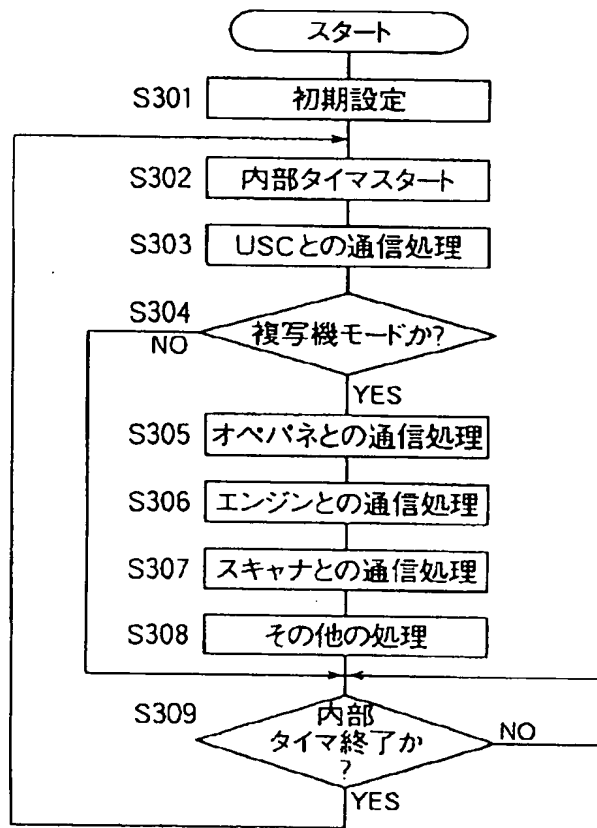 スタート
S301 初期設定
S302 内部タイマスタート
S303 USCとの通信処理
S304
複写機モードか?
NO
YES
S305 オペパネとの通信処理
S306 エンジンとの通信処理
S307 スキャナとの通信処理
S308 その他の処理
S309
内部
タイマ終了か
?
NO
YES